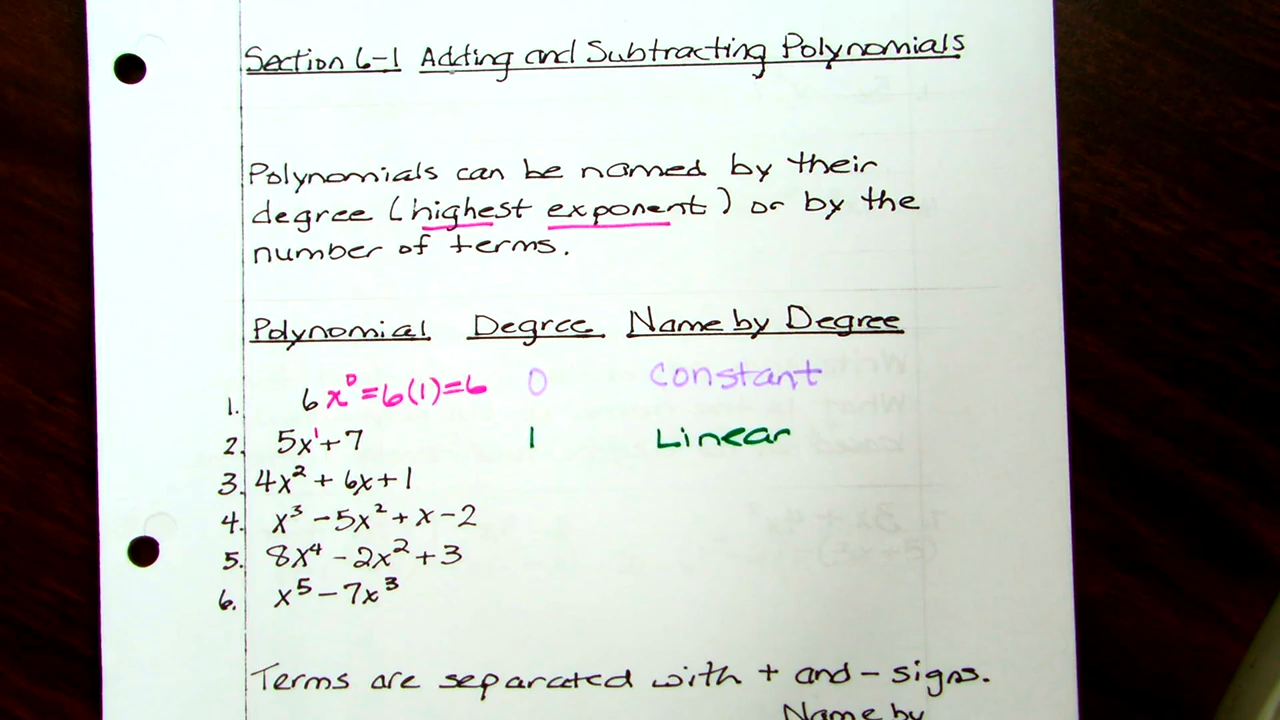 Section 6-1 Adding and Subtracting Polynomials
Polynomials can be named by their
degree (highest exponent) or by the
number of terms.
Polynomial Degree Name by Degree
1. 6x⁰=6(1)=6 0 constant
2. 5x¹+7 1 Linear
3. 4x² + 6x + 1
4. x³ - 5x² + x - 2
5. 8x⁴ - 2x² + 3
6. x⁵ - 7x³
Terms are separated with + and - signs.
Name by